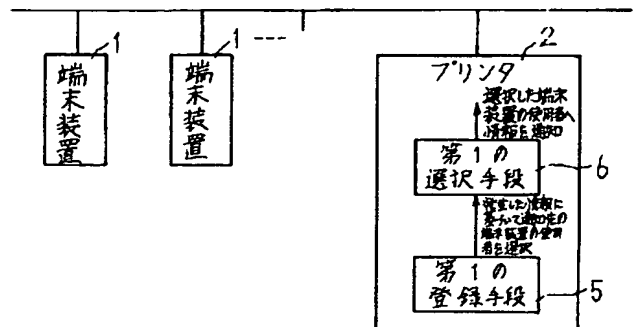 1
端末装置
1
端末装置
2
プリンタ
選択した端末
装置の使用者へ
情報を通知
第1の
選択手段
6
発生した情報に
基づいて通知先の
端末装置の使用
者を選択
第1の
登録手段
5